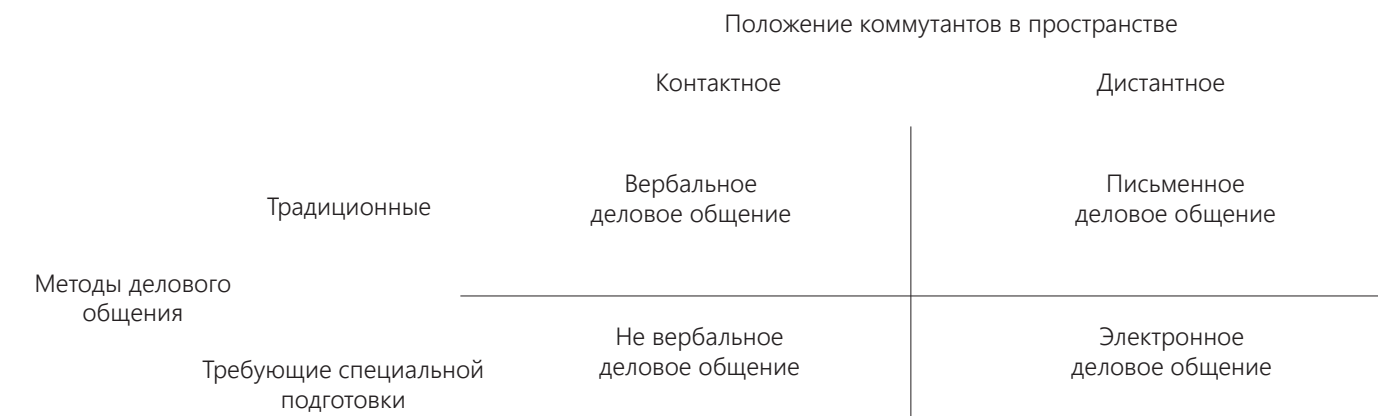 Положение коммутантов в пространстве
Контактное
Дистантное
Традиционные
Вербальное
деловое общение
Письменное
деловое общение
Методы делового
общения
Требующие специальной
подготовки
Не вербальное
деловое общение
Электронное
деловое общение